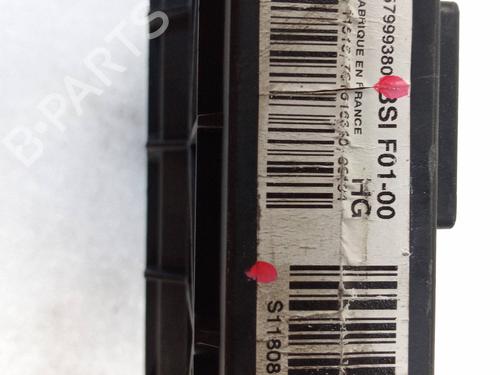 B-PARTS
57999380
BSI F01-00
FABRIQUE EN FRANCE
HG
S11808